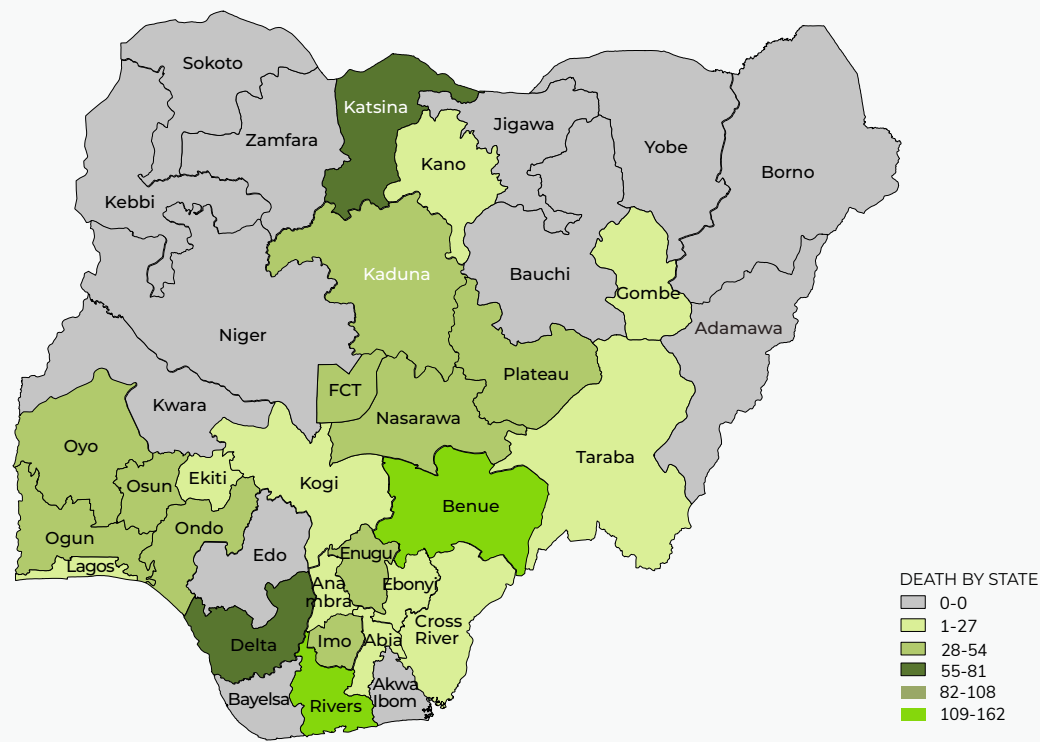 Sokoto
Katsina
Zamfara
Kano
Jigawa
Yobe
Borno
Kebbi
Kaduna
Bauchi
Gombe
Adamawa
Niger
Plateau
FCT
Kwara
Nasarawa
Oyo
Taraba
Ekiti
Osun
Kogi
Benue
Ogun
Ondo
Edo
Lagos
Enugu
Ana
mbra
Ebonyi
Cross
River
Delta
Imo
Abia
Bayelsa
Rivers
Akwa
Ibom
DEATH BY STATE
0-0
1-27
28-54
55-81
82-108
109-162